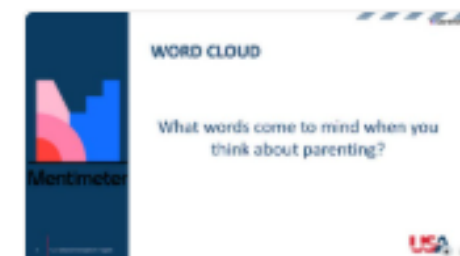 WORD CLOUD
What words come to mind when you
think about parenting?
Mentimeter
USA